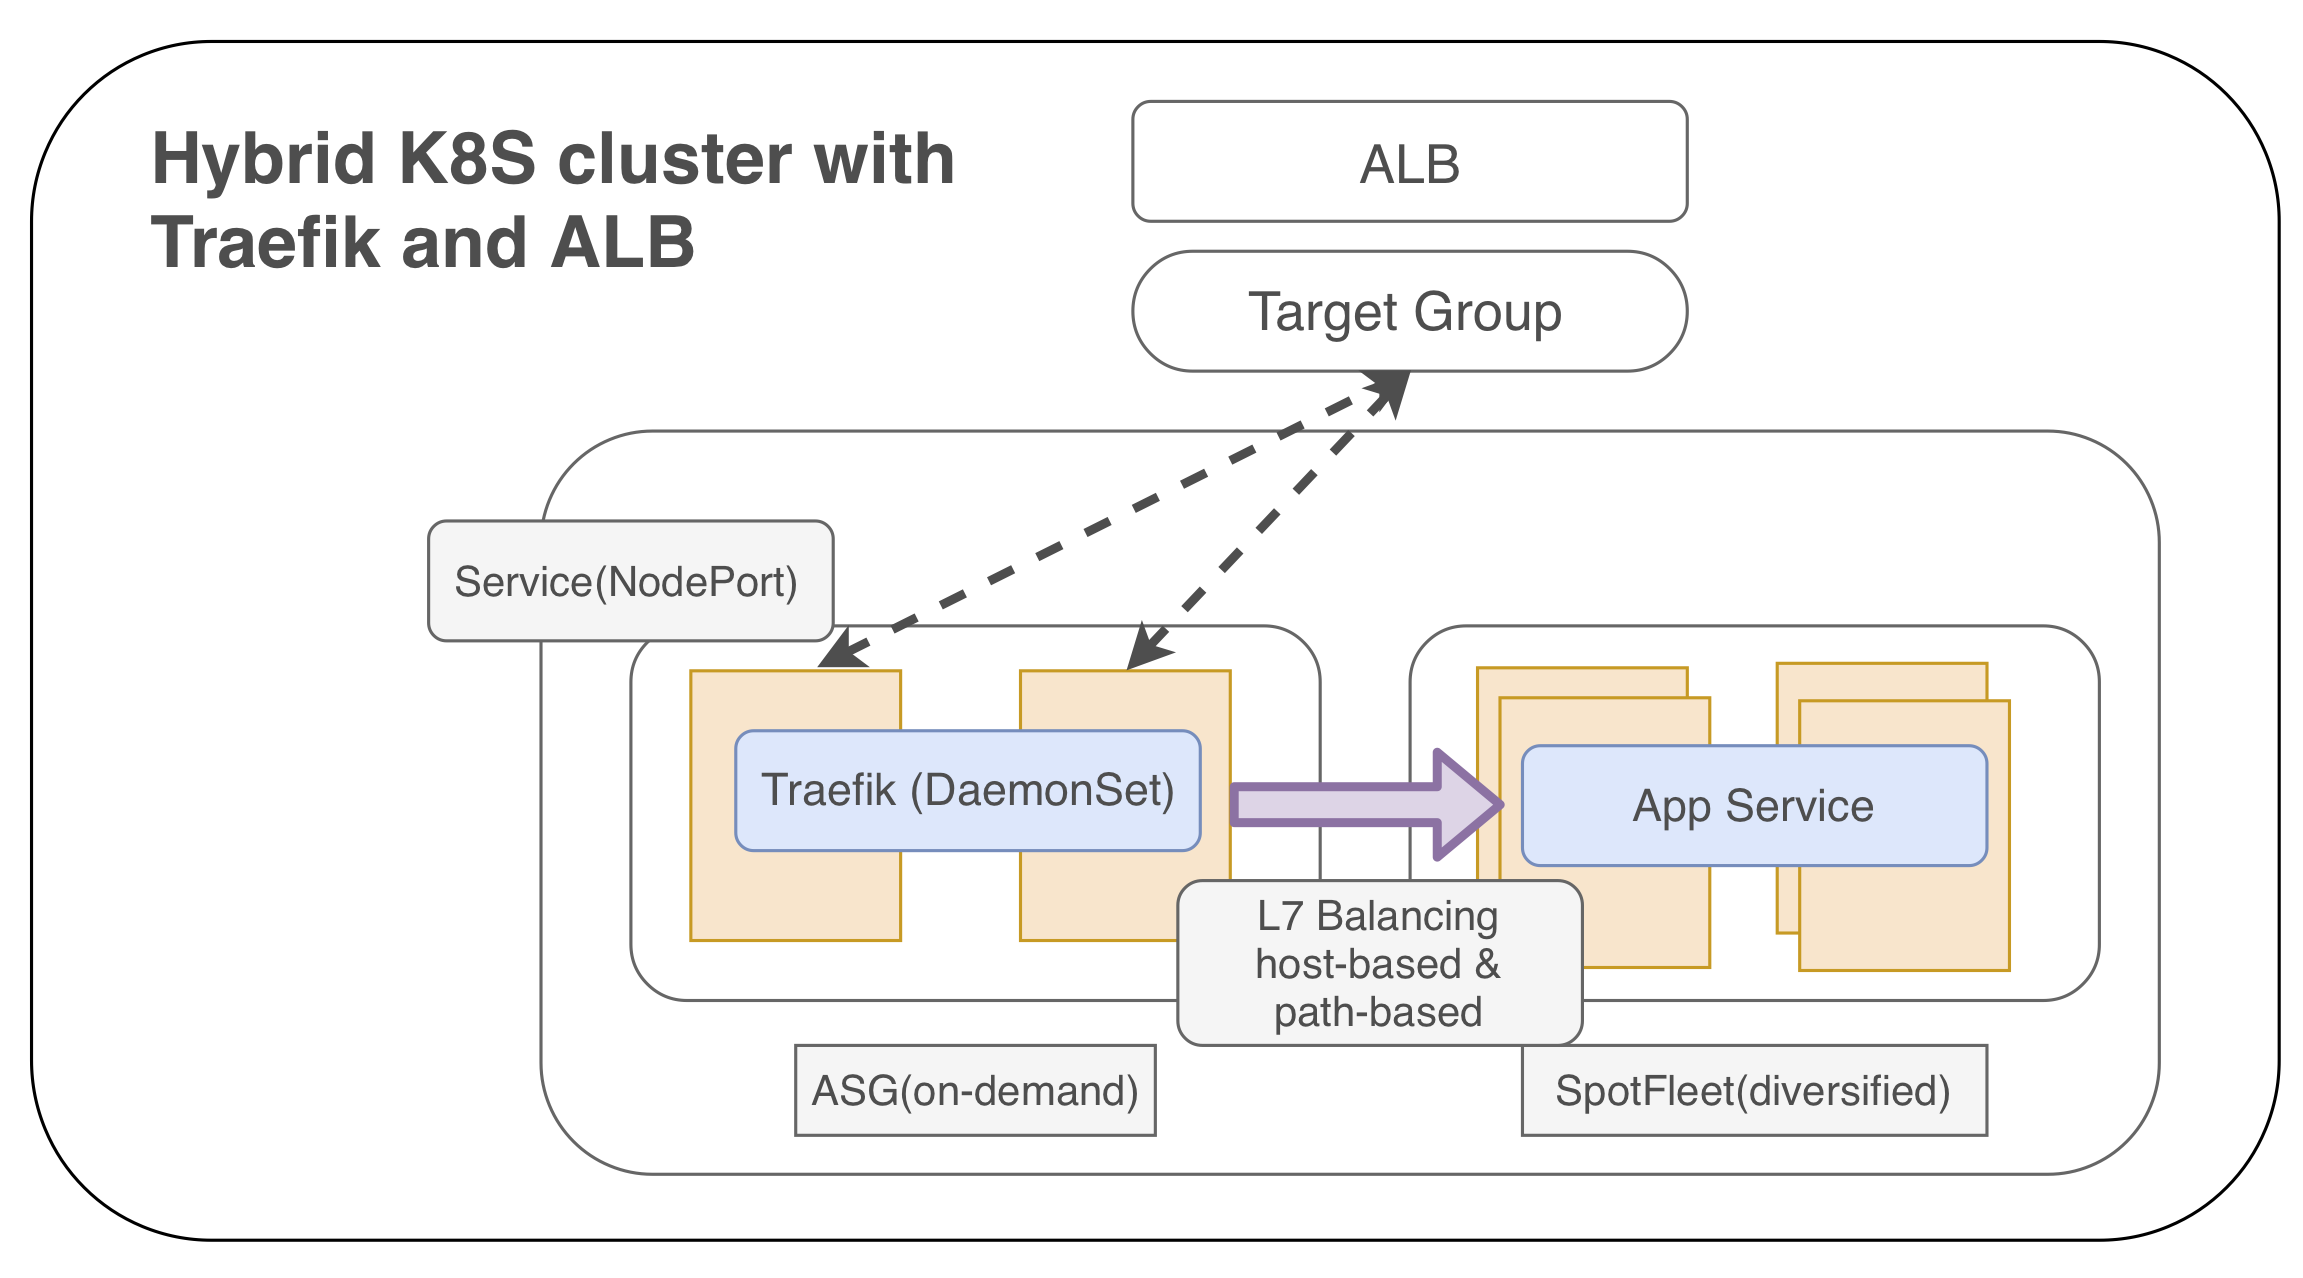 Hybrid K8S cluster with
Traefik and ALB
ALB
Target Group
Service(NodePort)
Traefik (DaemonSet)
App Service
L7 Balancing
host-based &
path-based
ASG(on-demand)
SpotFleet(diversified)